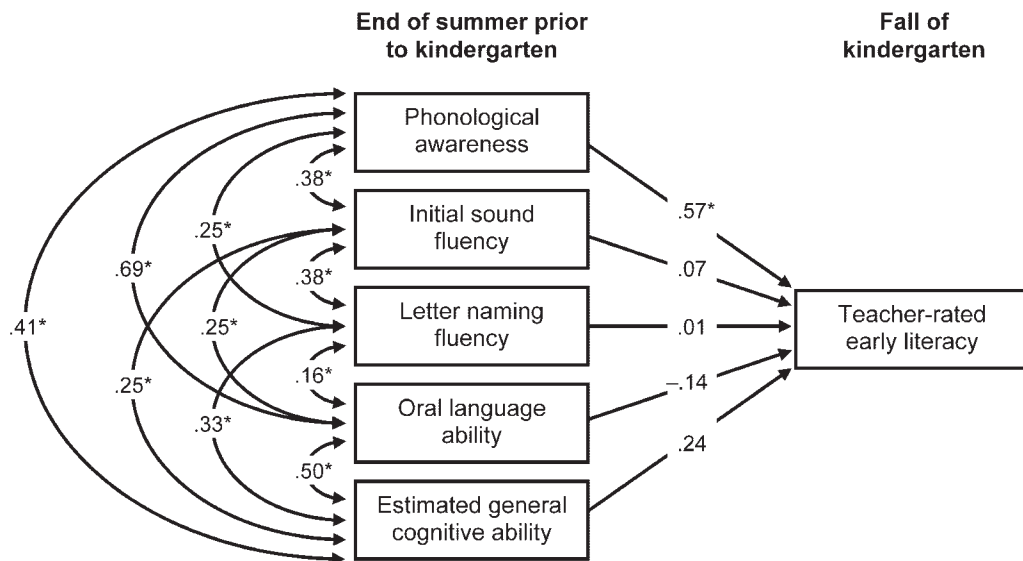 End of summer prior
to kindergarten
Fall of
kindergarten
Phonological
awareness
.38*
.57*
Initial sound
fluency
.25*
.07
.69*
.38*
Letter naming
fluency
.41*
.25*
.01
Teacher-rated
early literacy
.25*
.16*
–.14
Oral language
ability
.33*
.24
.50*
Estimated general
cognitive ability